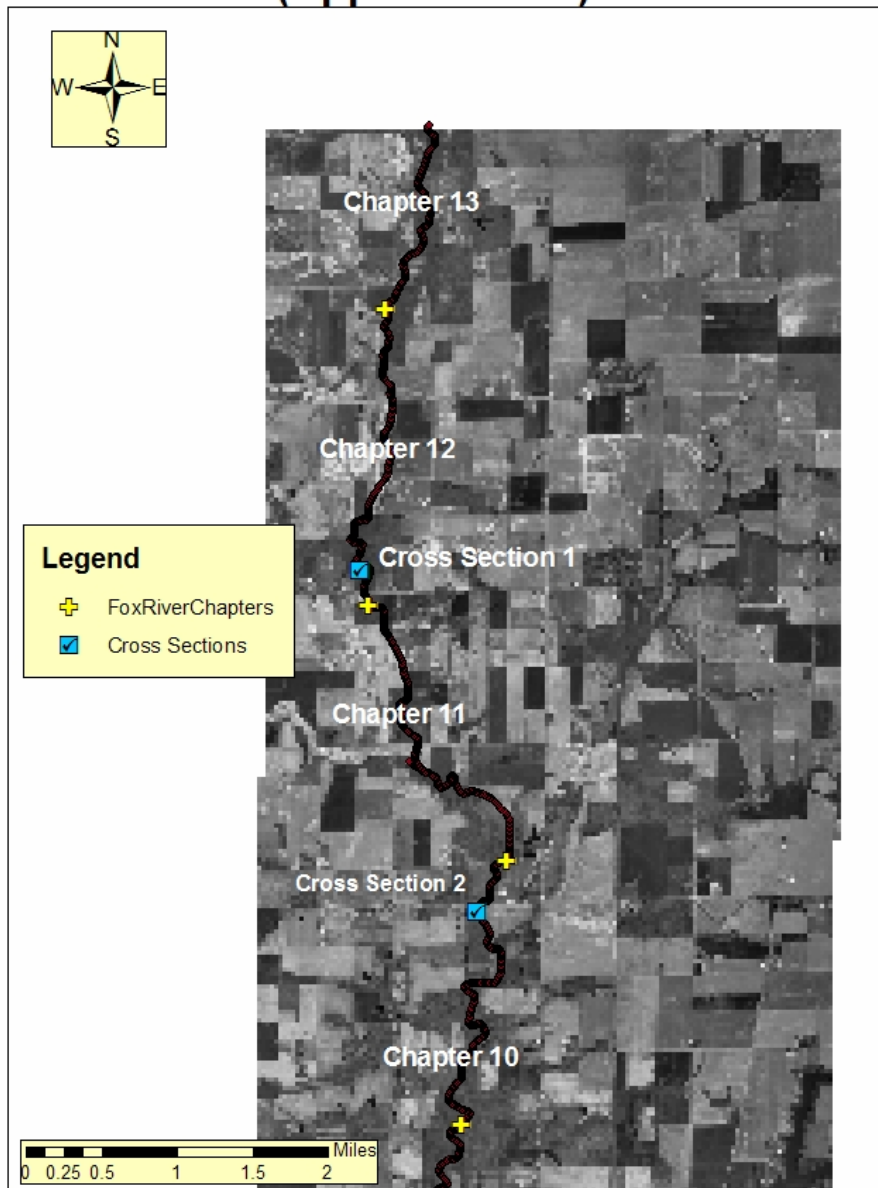 N
W E
S
Chapter 13
Chapter 12
Cross Section 1
Legend
FoxRiverChapters
Cross Sections
Chapter 11
Cross Section 2
Chapter 10
Miles
0 0.25 0.5 1 1.5 2